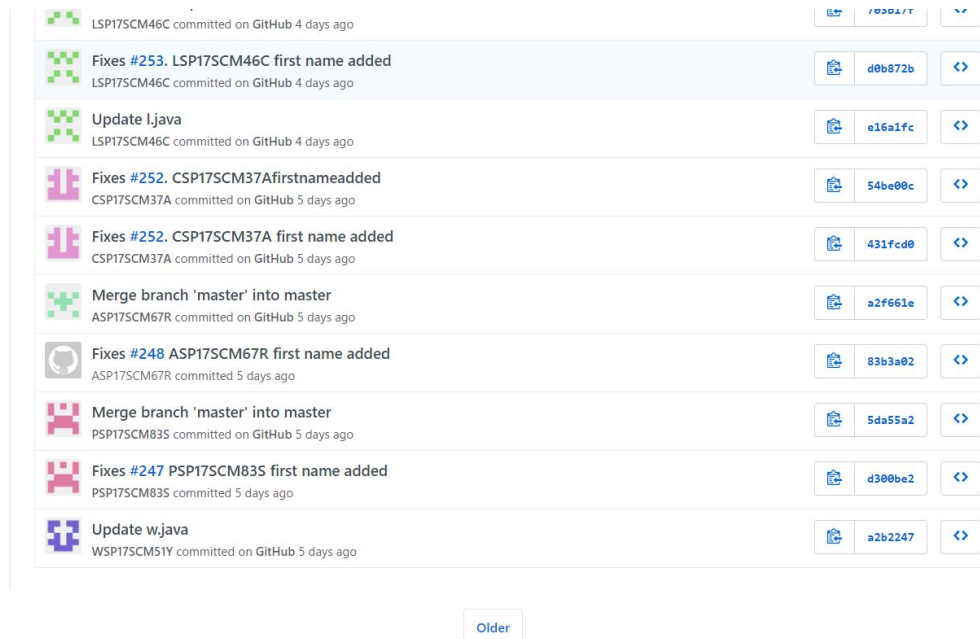 LSP17SCM46C committed on GitHub 4 days ago
703b17f
Fixes #253. LSP17SCM46C first name added
LSP17SCM46C committed on GitHub 4 days ago
d0b872b
Update l.java
LSP17SCM46C committed on GitHub 4 days ago
e16a1fc
Fixes #252. CSP17SCM37Afirstnameadded
CSP17SCM37A committed on GitHub 5 days ago
54be00c
Fixes #252. CSP17SCM37A first name added
CSP17SCM37A committed on GitHub 5 days ago
431fcd0
Merge branch 'master' into master
ASP17SCM67R committed on GitHub 5 days ago
a2f661e
Fixes #248 ASP17SCM67R first name added
ASP17SCM67R committed 5 days ago
83b3a02
Merge branch 'master' into master
PSP17SCM83S committed on GitHub 5 days ago
5da55a2
Fixes #247 PSP17SCM83S first name added
PSP17SCM83S committed 5 days ago
d300be2
Update w.java
WSP17SCM51Y committed on GitHub 5 days ago
a2b2247
Older